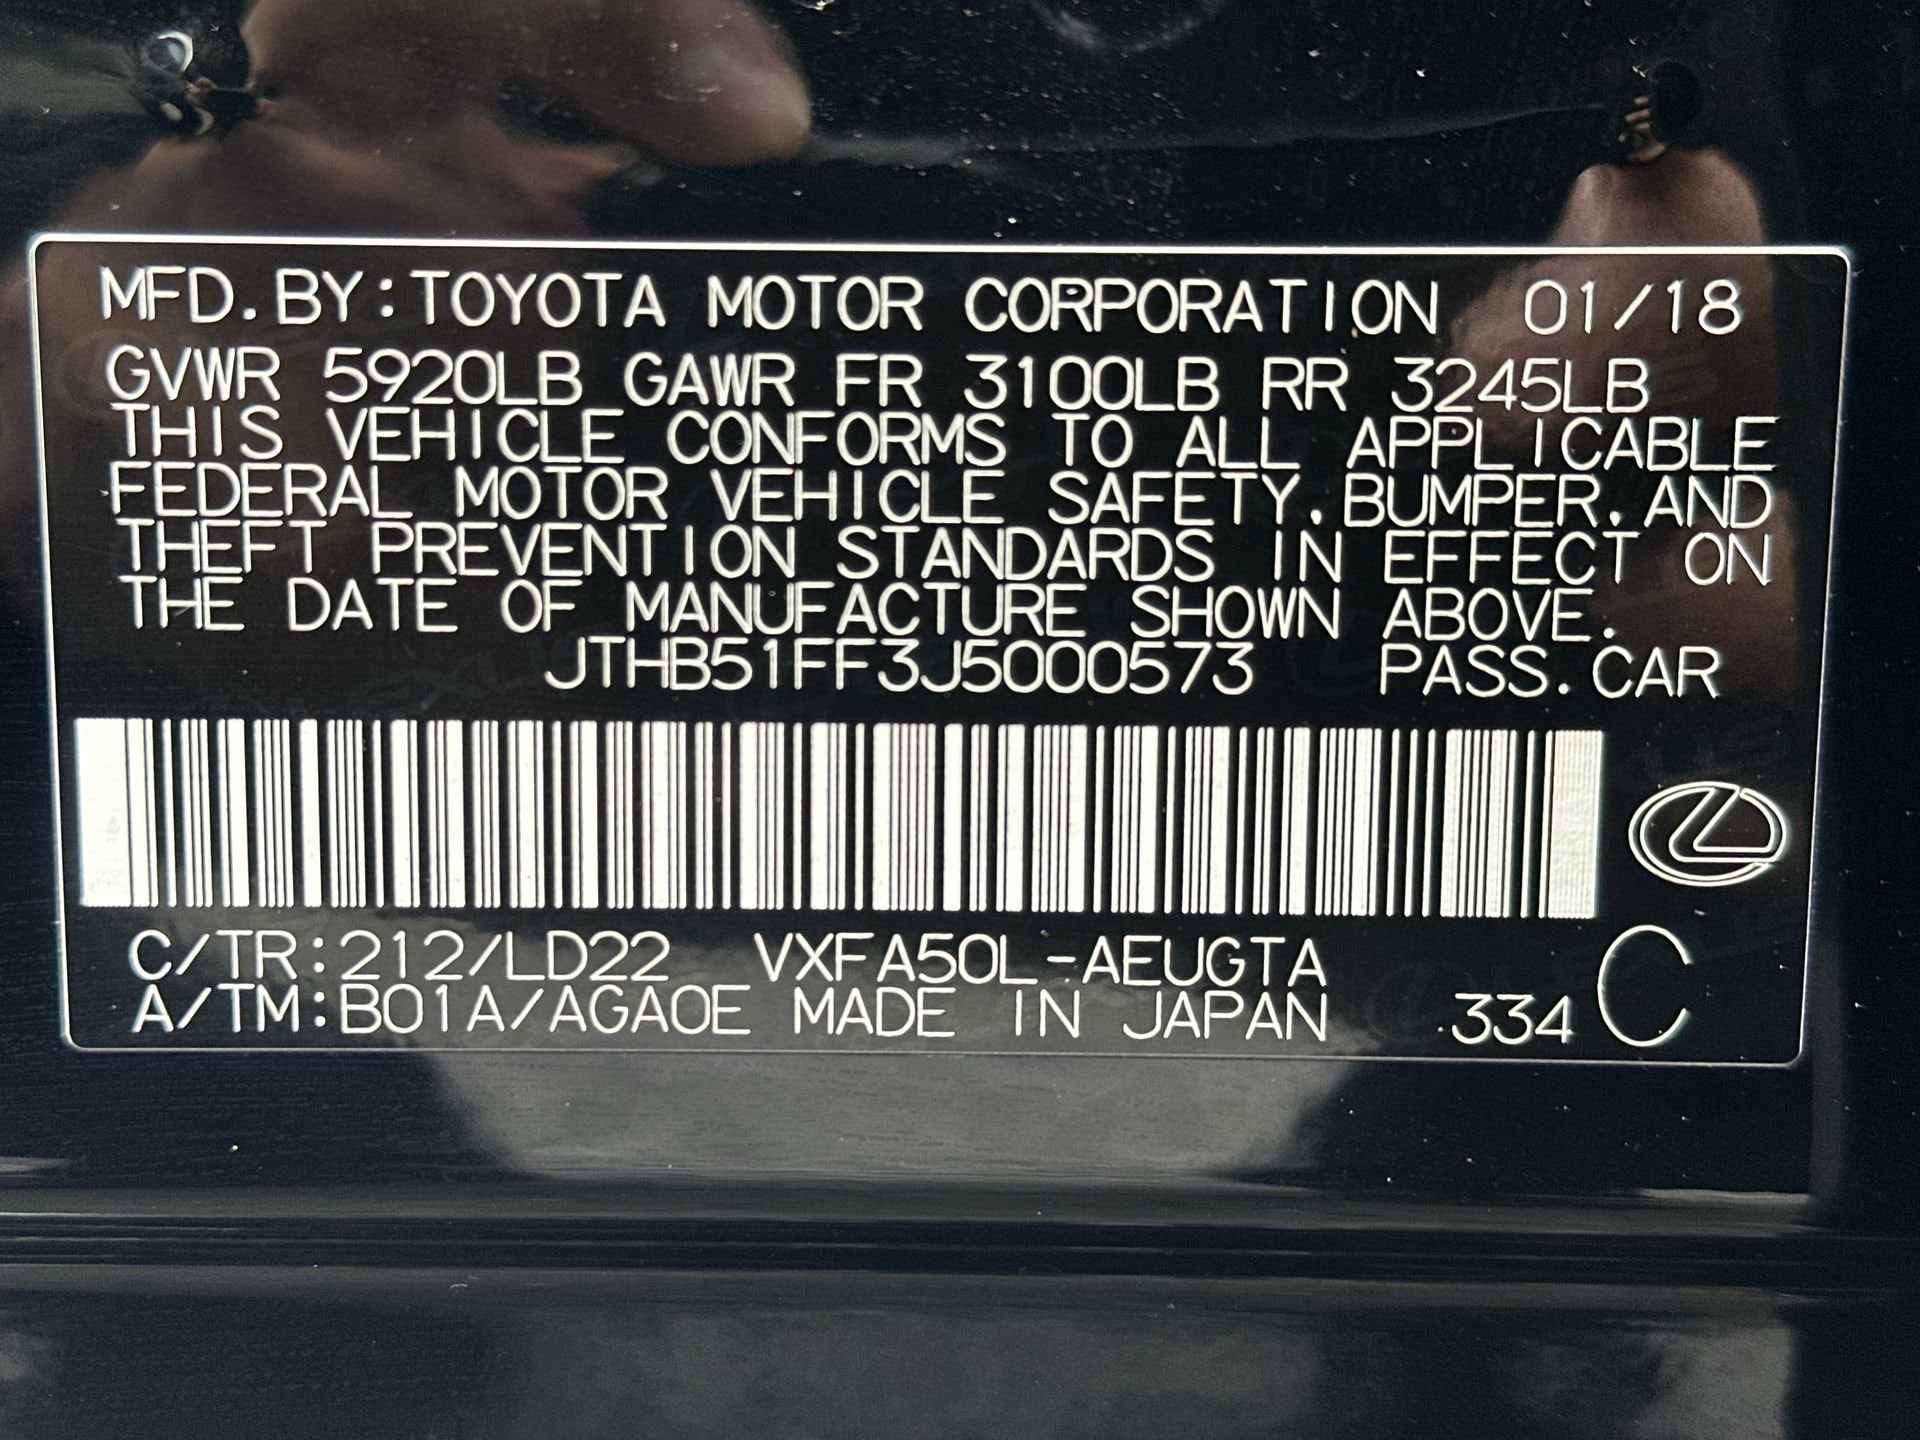 MFD. BY: TOYOTA MOTOR CORPORATION 01/18
GVWR 5920LB GAWR FR 3100LB RR 3245LB
THIS VEHICLE CONFORMS TO ALL APPLICABLE
FEDERAL MOTOR VEHICLE SAFETY, BUMPER, AND
THEFT PREVENTION STANDARDS IN EFFECT ON
THE DATE OF MANUFACTURE SHOWN ABOVE.
JTHB51FF3J5000573 PASS. CAR
C/TR: 212/LD22 VXFA50L-AEUGTA
A/TM: B01A/AGA0E MADE IN JAPAN 334 C